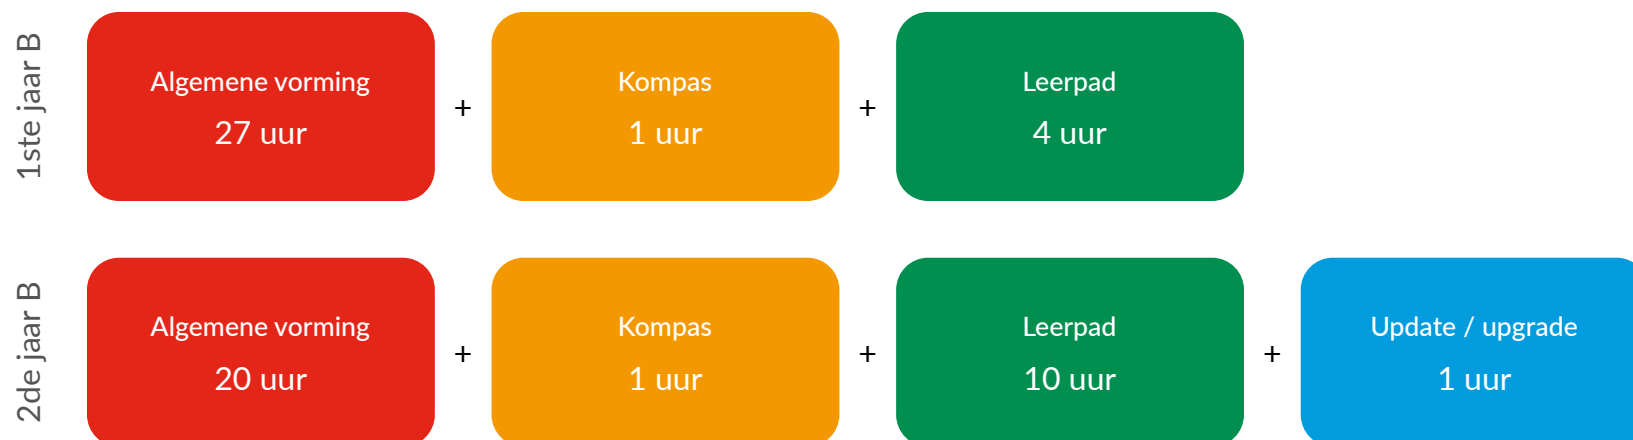 1ste jaar B
Algemene vorming
27 uur
+
Kompas
1 uur
+
Leerpad
4 uur
2de jaar B
Algemene vorming
20 uur
+
Kompas
1 uur
+
Leerpad
10 uur
+
Update / upgrade
1 uur